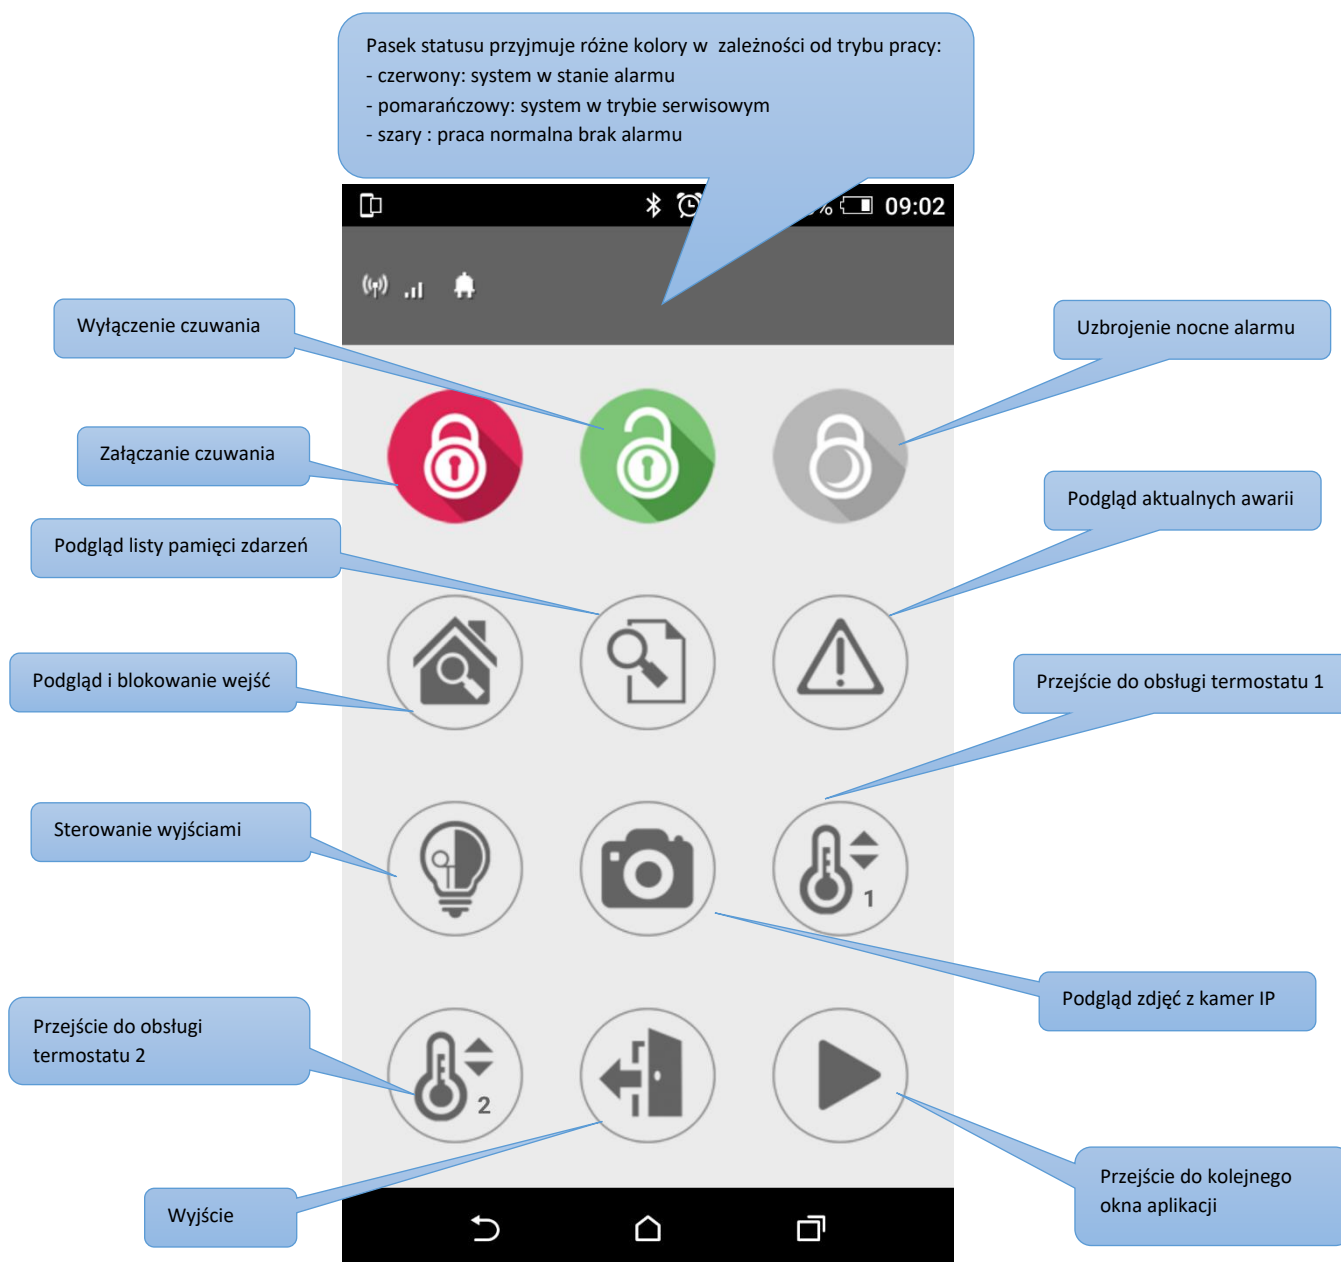 Pasek statusu przyjmuje różne kolory w zależności od trybu pracy:
- czerwony: system w stanie alarmu
- pomarańczowy: system w trybie serwisowym
- szary : praca normalna brak alarmu
% 09:02
Wyłączenie czuwania
Uzbrojenie nocne alarmu
Załączanie czuwania
Podgląd aktualnych awarii
Podgląd listy pamięci zdarzeń
Podgląd i blokowanie wejść
Przejście do obsługi termostatu 1
Sterowanie wyjściami
1
Podgląd zdjęć z kamer IP
Przejście do obsługi
termostatu 2
2
Przejście do kolejnego
okna aplikacji
Wyjście